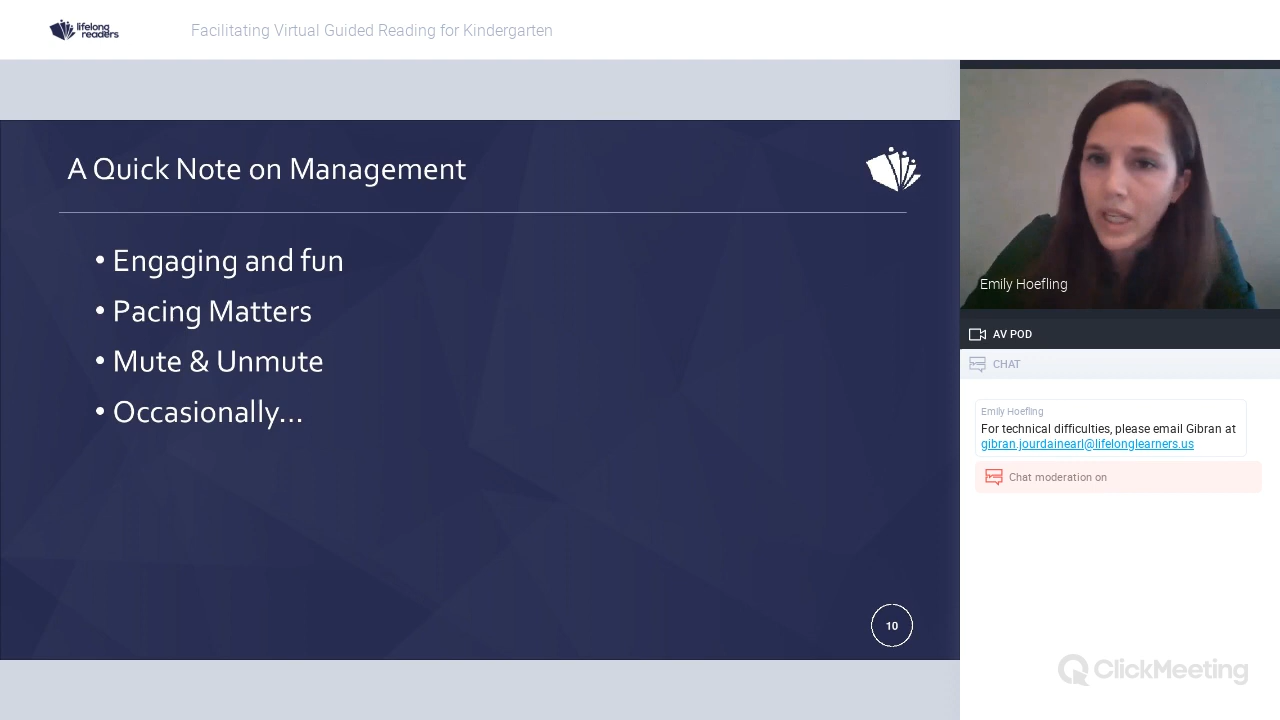 lifelong
readers
Facilitating Virtual Guided Reading for Kindergarten
A Quick Note on Management
• Engaging and fun
• Pacing Matters
• Mute & Unmute
• Occasionally...
10
Emily Hoefling
AV POD
CHAT
Emily Hoefling
For technical difficulties, please email Gibran at
gibran.jourdainearl@lifelonglearners.us
Chat moderation on
ClickMeeting